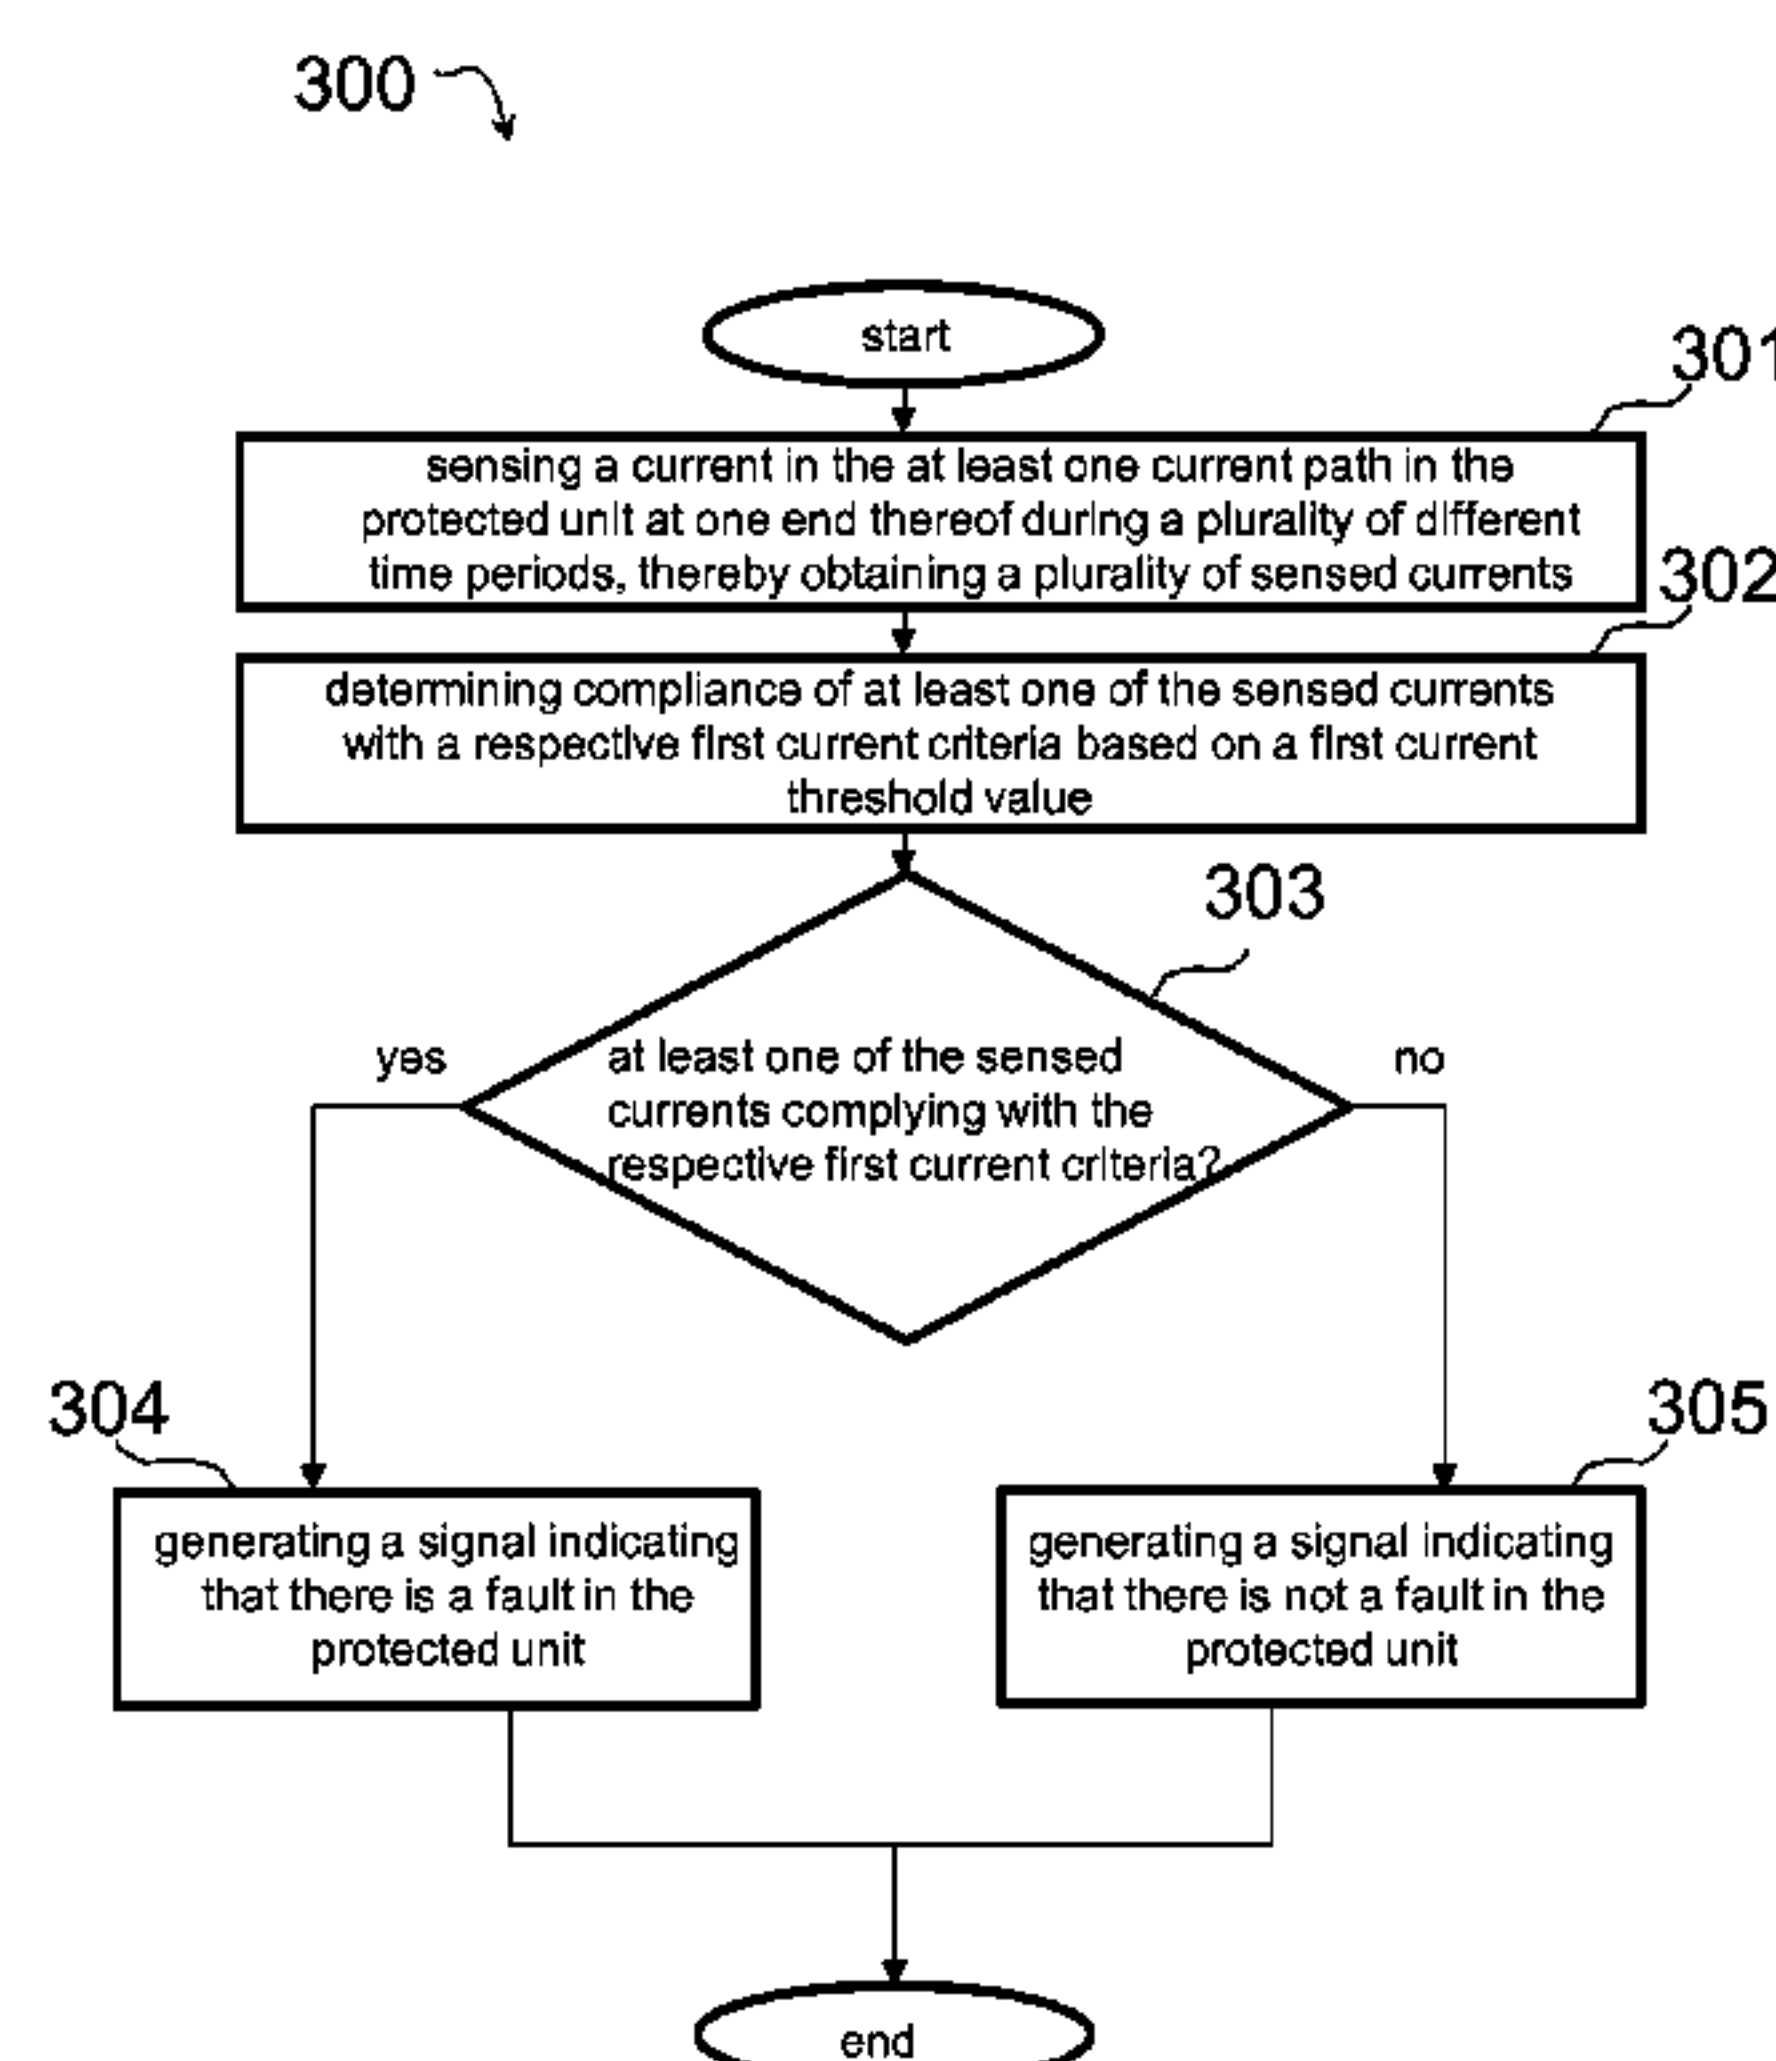 300
start
301
sensing a current in the at least one current path in the
protected unit at one end thereof during a plurality of different
time periods, thereby obtaining a plurality of sensed currents
302
determining compliance of at least one of the sensed currents
with a respective first current criteria based on a first current
threshold value
303
yes
at least one of the sensed
currents complying with the
respective first current criteria?
no
304
305
generating a signal indicating
that there is a fault in the
protected unit
generating a signal indicating
that there is not a fault in the
protected unit
end